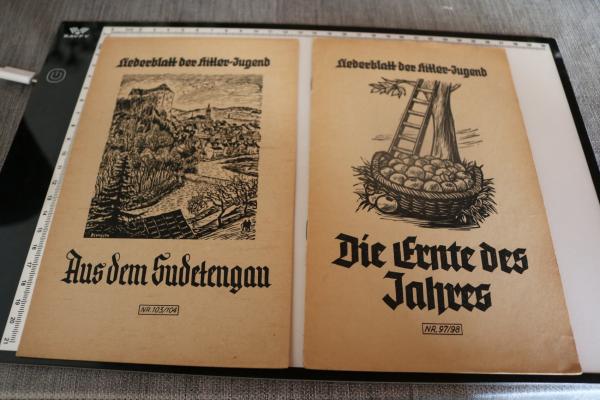 Liederblatt der Hitler-Jugend
Aus dem Sudetengau
NR. 103/104
Liederblatt der Hitler-Jugend
Die Ernte des
Jahres
NR. 97/98